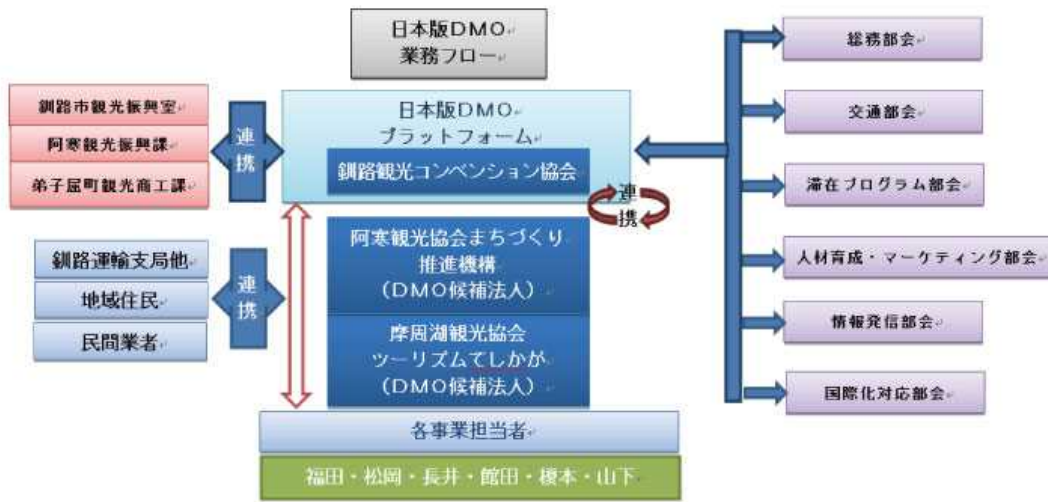 日本版DMO
業務フロー
釧路市観光振興室
阿寒観光振興課
弟子屈町観光商工課
連
携
日本版DMO
プラットフォーム
釧路観光コンベンション協会
連
携
阿寒観光協会まちづくり
推進機構
（DMO候補法人）
摩周湖観光協会
ツーリズムてしかが
（DMO候補法人）
釧路運輸支局他
地域住民
民間業者
連
携
各事業担当者
福田・松岡・長井・館田・榎本・山下
総務部会
交通部会
滞在プログラム部会
人材育成・マーケティング部会
情報発信部会
国際化対応部会